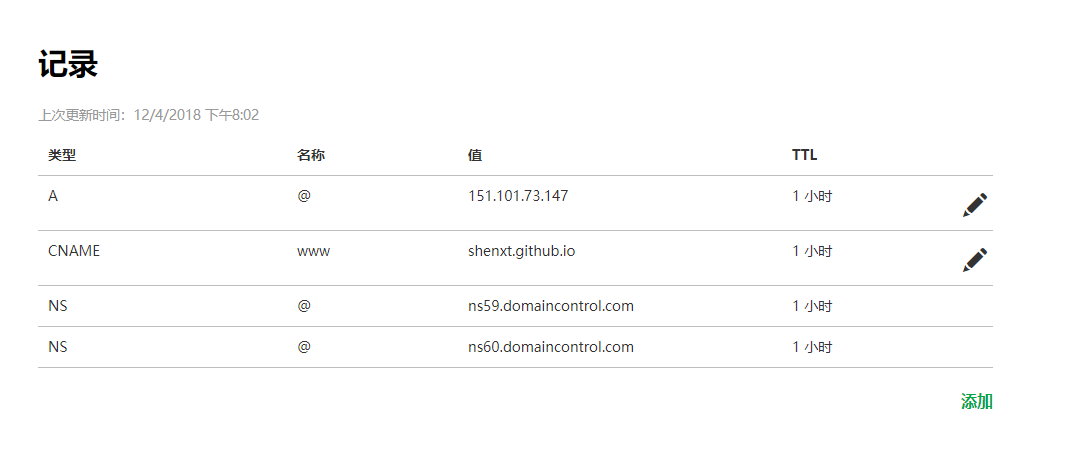 记录
上次更新时间：12/4/2018 下午8:02
类型 名称 值 TTL
A @ 151.101.73.147 1 小时
CNAME www shenxt.github.io 1 小时
NS @ ns59.domaincontrol.com 1 小时
NS @ ns60.domaincontrol.com 1 小时
添加